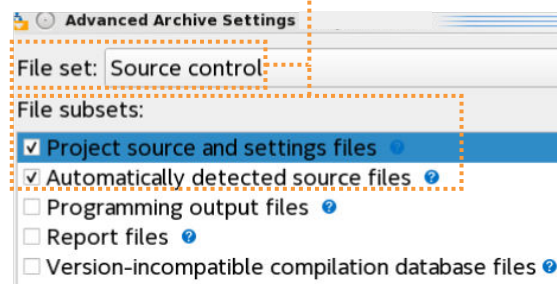 Advanced Archive Settings
File set: Source control
File subsets:
Project source and settings files
Automatically detected source files
Programming output files
Report files
Version-incompatible compilation database files